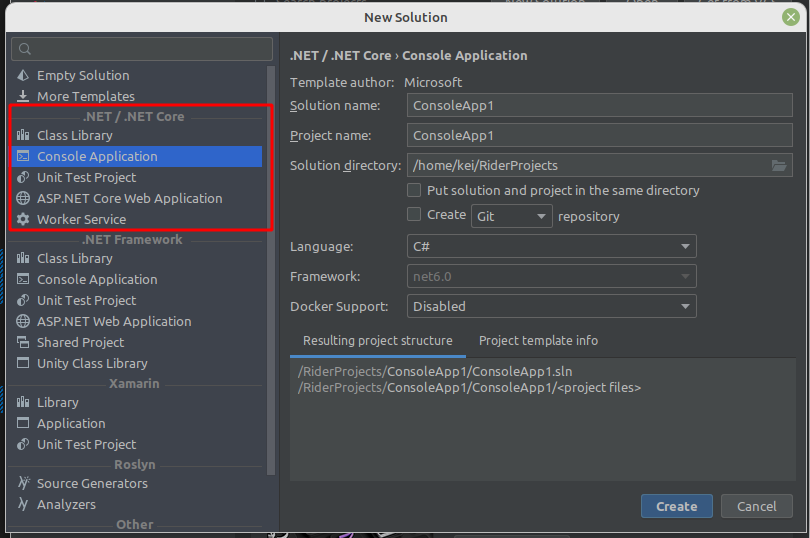 New Solution
Empty Solution
More Templates
.NET / .NET Core
Class Library
Console Application
Unit Test Project
ASP.NET Core Web Application
Worker Service
.NET Framework
Class Library
Console Application
Unit Test Project
ASP.NET Web Application
Shared Project
Unity Class Library
Xamarin
Library
Application
Unit Test Project
Roslyn
Source Generators
Analyzers
Other
.NET / .NET Core › Console Application
Template author: Microsoft
Solution name: ConsoleApp1
Project name: ConsoleApp1
Solution directory: /home/kei/RiderProjects
Put solution and project in the same directory
Create Git repository
Language: C#
Framework: net6.0
Docker Support: Disabled
Resulting project structure Project template info
/RiderProjects/ConsoleApp1/ConsoleApp1.sln
/RiderProjects/ConsoleApp1/ConsoleApp1/<project files>
Create Cancel